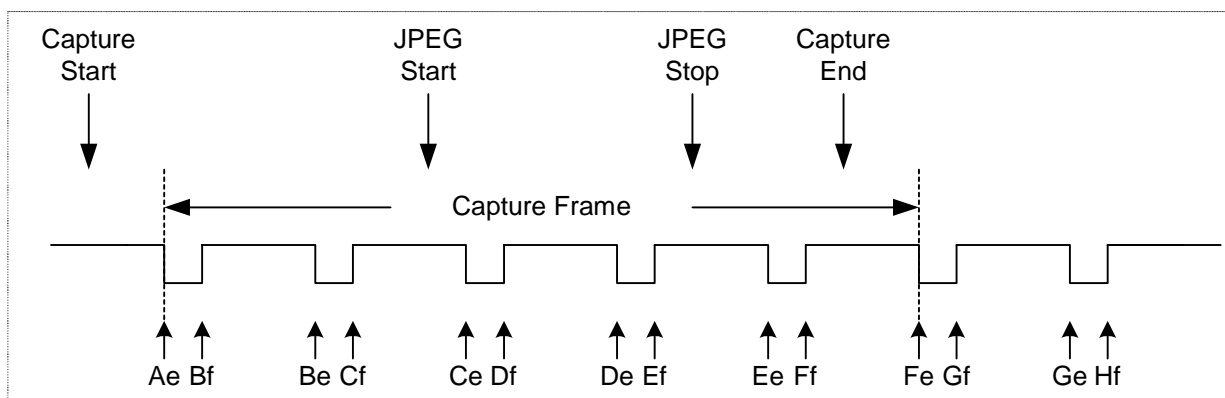 Capture Start
JPEG Start
JPEG Stop
Capture End
Capture Frame
Ae Bf Be Cf Ce Df De Ef Ee Ff Fe Gf Ge Hf